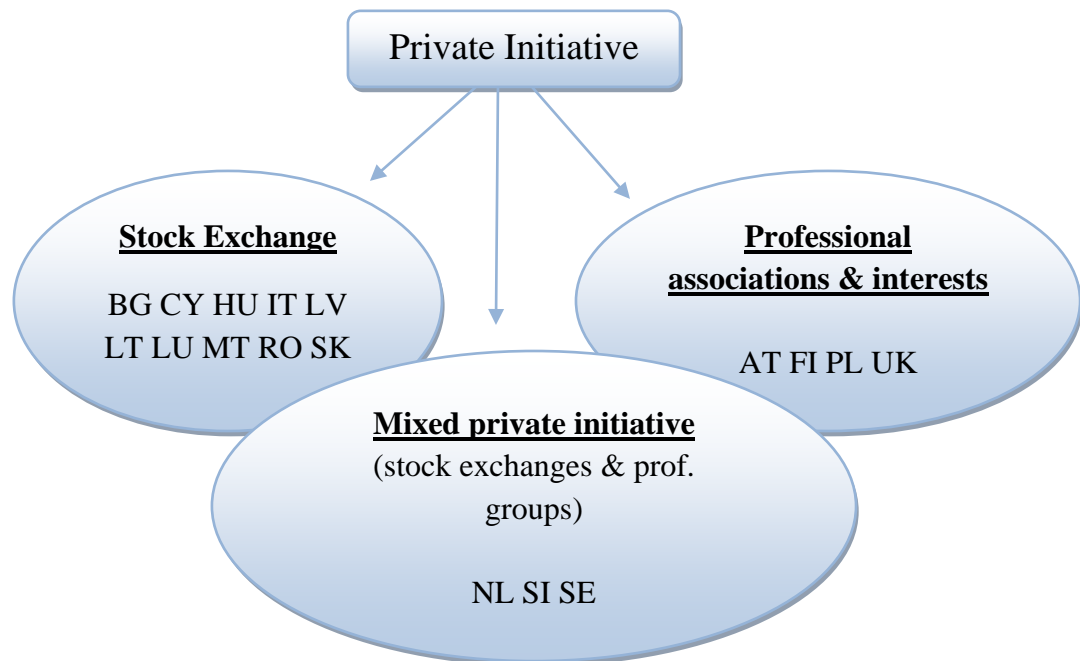 Private Initiative
Stock Exchange
BG CY HU IT LV
LT LU MT RO SK
Professional
associations & interests
AT FI PL UK
Mixed private initiative
(stock exchanges & prof.
groups)
NL SI SE